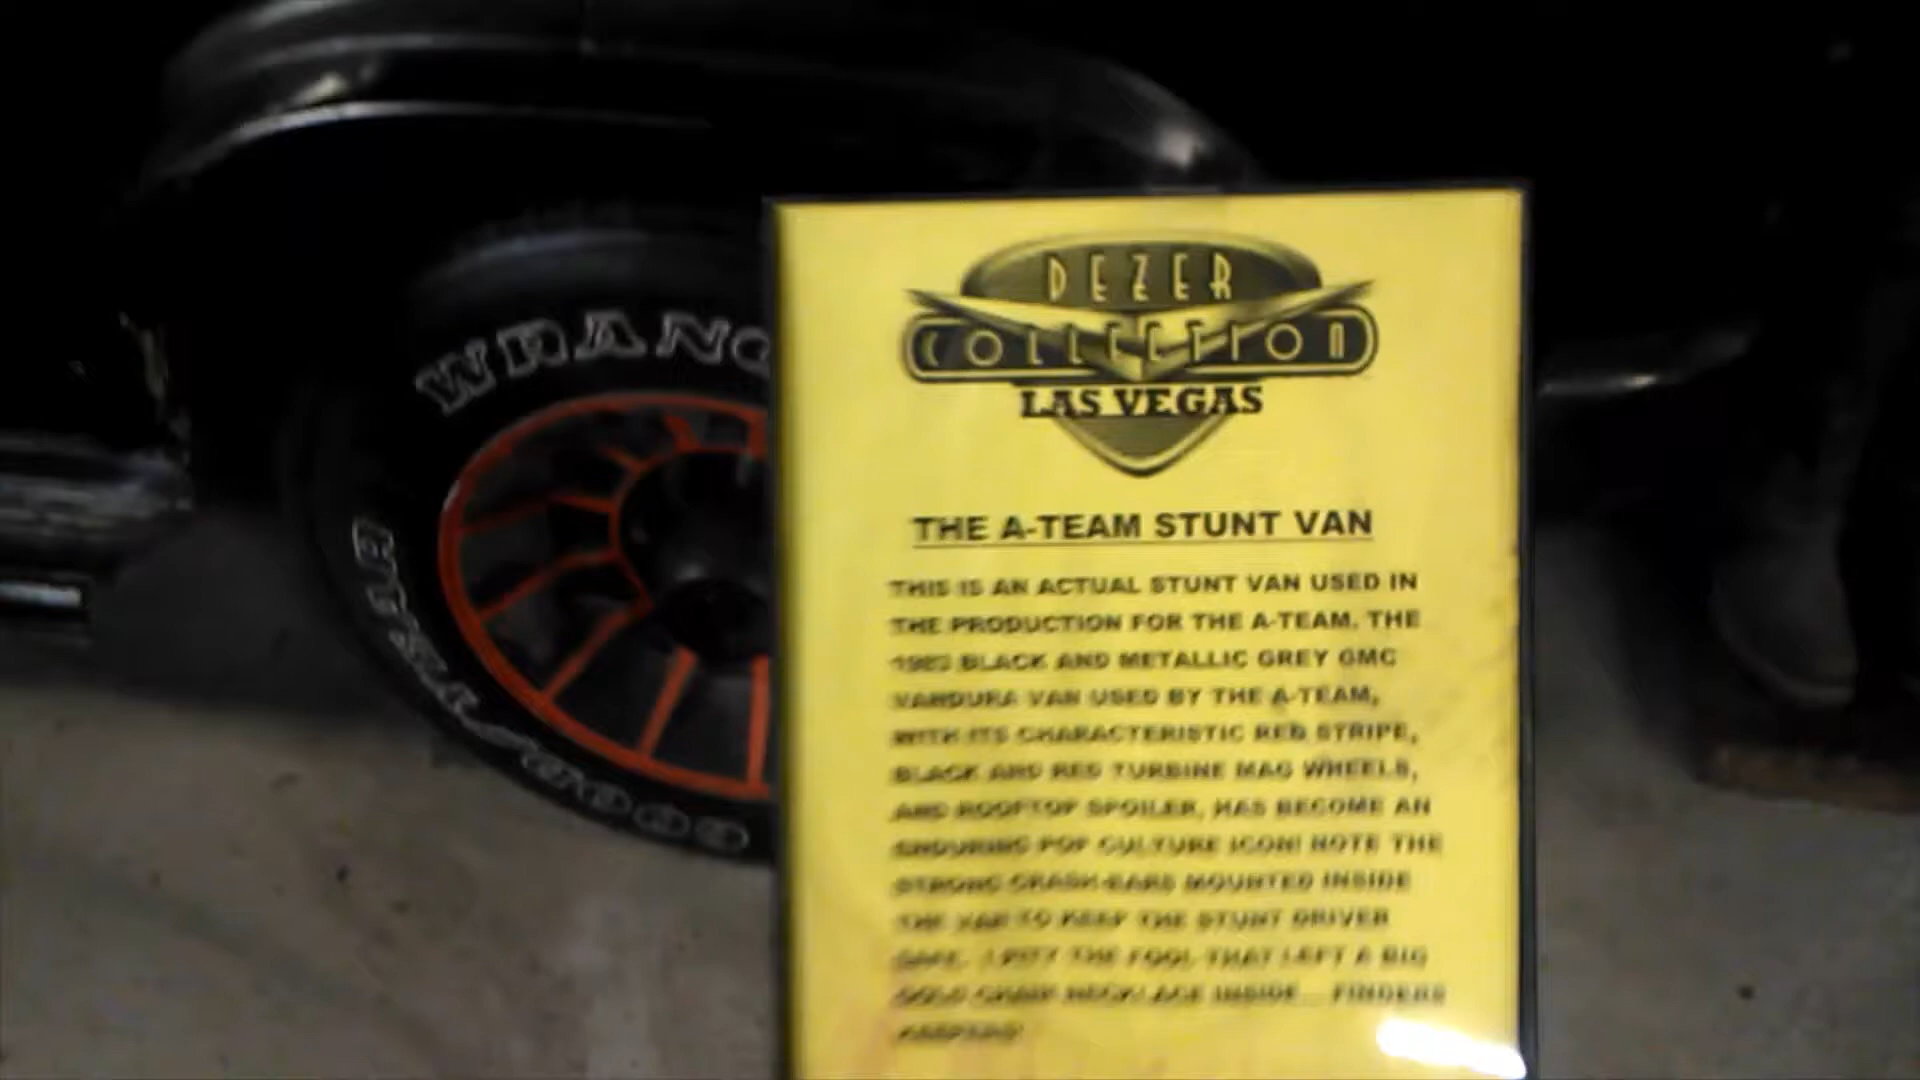 WRANG
DEZER
COLLECTION
LAS VEGAS
THE A-TEAM STUNT VAN
THIS IS AN ACTUAL STUNT VAN USED IN
THE PRODUCTION FOR THE A-TEAM. THE
1983 BLACK AND METALLIC GREY GMC
VANDURA VAN USED BY THE A-TEAM,
WITH ITS CHARACTERISTIC RED STRIPE,
BLACK AND RED TURBINE MAG WHEELS,
AND ROOFTOP SPOILER, HAS BECOME AN
ENDURING POP CULTURE ICON! NOTE THE
STRONG CRASH-BARS MOUNTED INSIDE
THE VAN TO KEEP THE STUNT DRIVER
SAFE. I PITY THE FOOL THAT LEFT A BIG
GOLD CHAIN NECKLACE INSIDE... FINDERS
KEEPERS!